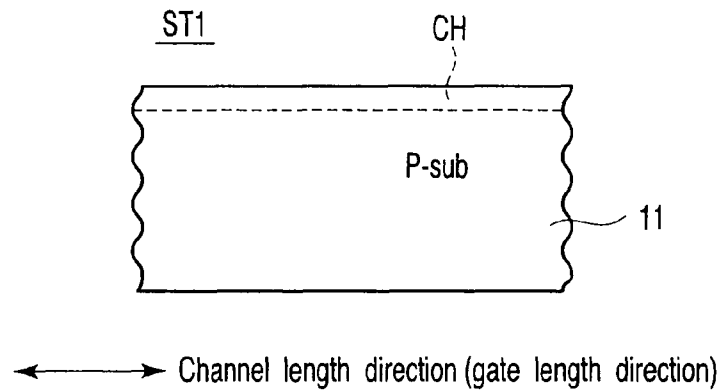 ST1
CH
P-sub
11
Channel length direction (gate length direction)